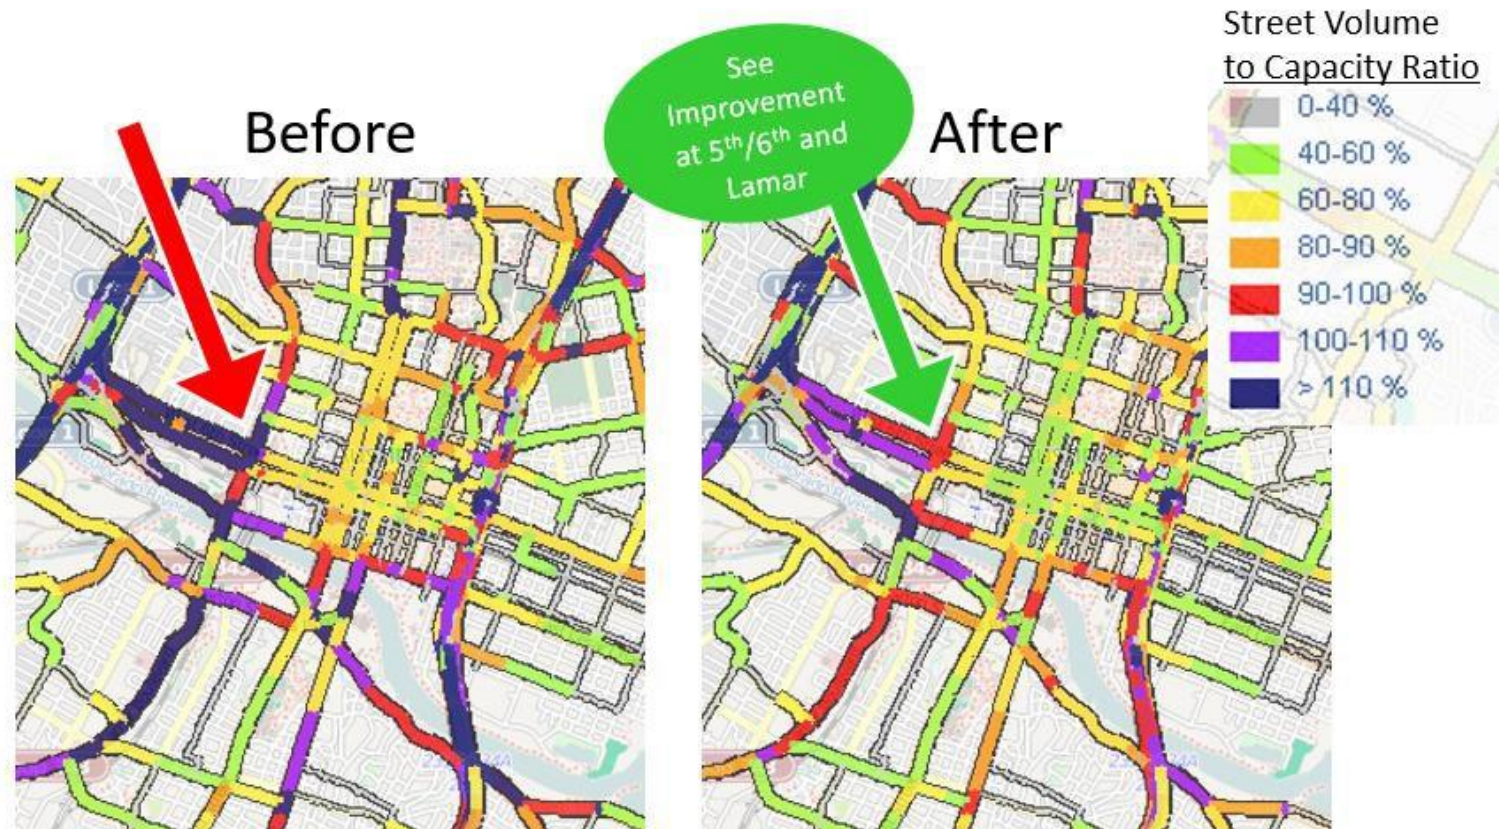 Street Volume
to Capacity Ratio
0-40 %
40-60 %
60-80 %
80-90 %
90-100 %
100-110 %
> 110 %
Before
See
Improvement
at 5th/6th and
Lamar
After